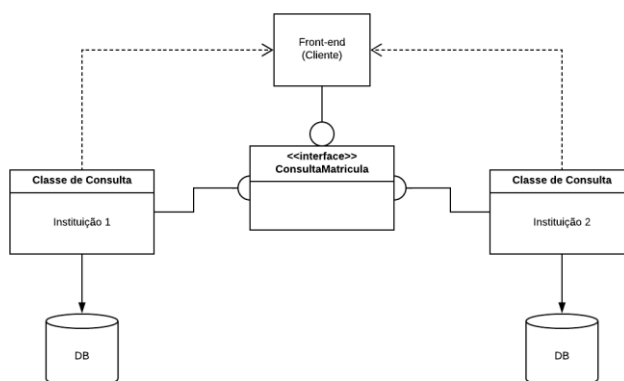 Front-end
(Cliente)
<<interface>>
ConsultaMatricula
Classe de Consulta
Instituição 1
Classe de Consulta
Instituição 2
DB
DB